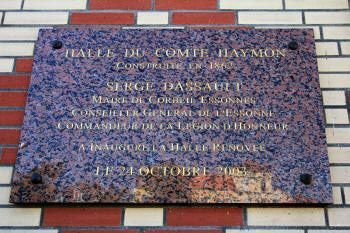 HALLE DU COMTE HAYMON
CONSTRUITE EN 1862
SERGE DASSAULT
MAIRE DE CORBEIL ESSONNES
CONSEILLER GENERAL DE L'ESSONNE
COMMANDEUR DE LA LEGION D'HONNEUR
A INAUGURE LA HALLE RENOVEE
LE 24 OCTOBRE 2003